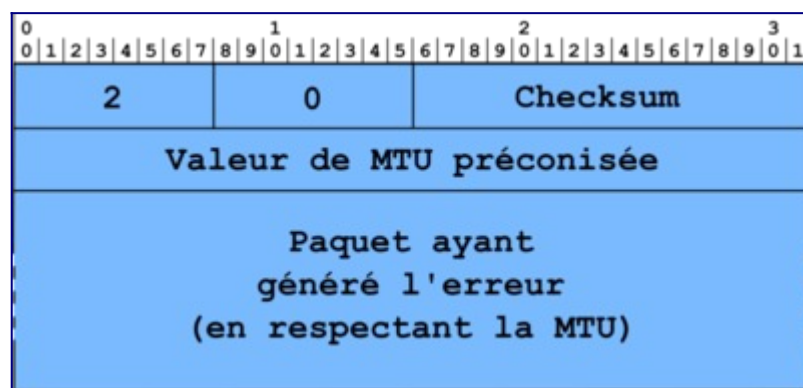 0 1 2 3
0 1 2 3 4 5 6 7 8 9 0 1 2 3 4 5 6 7 8 9 0 1 2 3 4 5 6 7 8 9 0 1
2 0 Checksum
Valeur de MTU préconisée
Paquet ayant
généré l'erreur
(en respectant la MTU)